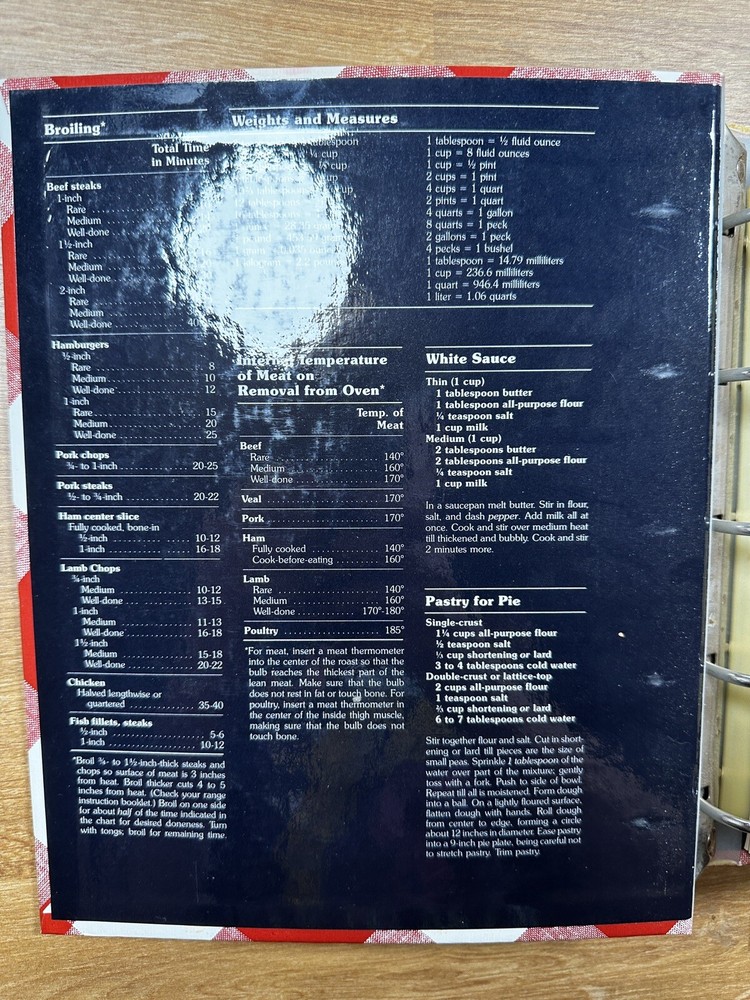 Broiling*
Total Time
in Minutes
Beef steaks
1-inch
Rare
Medium
Well-done
1½-inch
Rare
Medium
Well-done
2-inch
Rare
Medium
Well-done
Hamburgers
½-inch
Rare 8
Medium 10
Well-done 12
1-inch
Rare 15
Medium 20
Well-done 25
Pork chops
¾- to 1-inch 20-25
Pork steaks
½- to ¾-inch 20-22
Ham center slice
Fully cooked, bone-in
½-inch 10-12
1-inch 16-18
Lamb Chops
¾-inch
Medium 10-12
Well-done 13-15
1-inch
Medium 11-13
Well-done 16-18
1½-inch
Medium 15-18
Well-done 20-22
Chicken
Halved lengthwise or
quartered 35-40
Fish fillets, steaks
½-inch 5-6
1-inch 10-12
*Broil ¾- to 1½-inch-thick steaks and
chops so surface of meat is 3 inches
from heat. Broil thicker cuts 4 to 5
inches from heat. (Check your range
instruction booklet.) Broil on one side
for about half of the time indicated in
the chart for desired doneness. Turn
with tongs; broil for remaining time.
Weights and Measures
tablespoon
¼ cup
cup
cup
1 tablespoon = ½ fluid ounce
1 cup = 8 fluid ounces
1 cup = ½ pint
2 cups = 1 pint
4 cups = 1 quart
2 pints = 1 quart
4 quarts = 1 gallon
8 quarts = 1 peck
2 gallons = 1 peck
4 pecks = 1 bushel
1 tablespoon = 14.79 milliliters
1 cup = 236.6 milliliters
1 quart = 946.4 milliliters
1 liter = 1.06 quarts
Internal Temperature
of Meat on
Removal from Oven*
Temp. of
Meat
Beef
Rare 140°
Medium 160°
Well-done 170°
Veal 170°
Pork 170°
Ham
Fully cooked 140°
Cook-before-eating 160°
Lamb
Rare 140°
Medium 160°
Well-done 170°-180°
Poultry 185°
*For meat, insert a meat thermometer
into the center of the roast so that the
bulb reaches the thickest part of the
lean meat. Make sure that the bulb
does not rest in fat or touch bone. For
poultry, insert a meat thermometer in
the center of the inside thigh muscle,
making sure that the bulb does not
touch bone.
White Sauce
Thin (1 cup)
1 tablespoon butter
1 tablespoon all-purpose flour
¼ teaspoon salt
1 cup milk
Medium (1 cup)
2 tablespoons butter
2 tablespoons all-purpose flour
¼ teaspoon salt
1 cup milk
In a saucepan melt butter. Stir in flour,
salt, and dash pepper. Add milk all at
once. Cook and stir over medium heat
till thickened and bubbly. Cook and stir
2 minutes more.
Pastry for Pie
Single-crust
1¼ cups all-purpose flour
½ teaspoon salt
⅓ cup shortening or lard
3 to 4 tablespoons cold water
Double-crust or lattice-top
2 cups all-purpose flour
1 teaspoon salt
⅔ cup shortening or lard
6 to 7 tablespoons cold water
Stir together flour and salt. Cut in short-
ening or lard till pieces are the size of
small peas. Sprinkle 1 tablespoon of the
water over part of the mixture; gently
toss with a fork. Push to side of bowl.
Repeat till all is moistened. Form dough
into a ball. On a lightly floured surface,
flatten dough with hands. Roll dough
from center to edge, forming a circle
about 12 inches in diameter. Ease pastry
into a 9-inch pie plate, being careful not
to stretch pastry. Trim pastry.